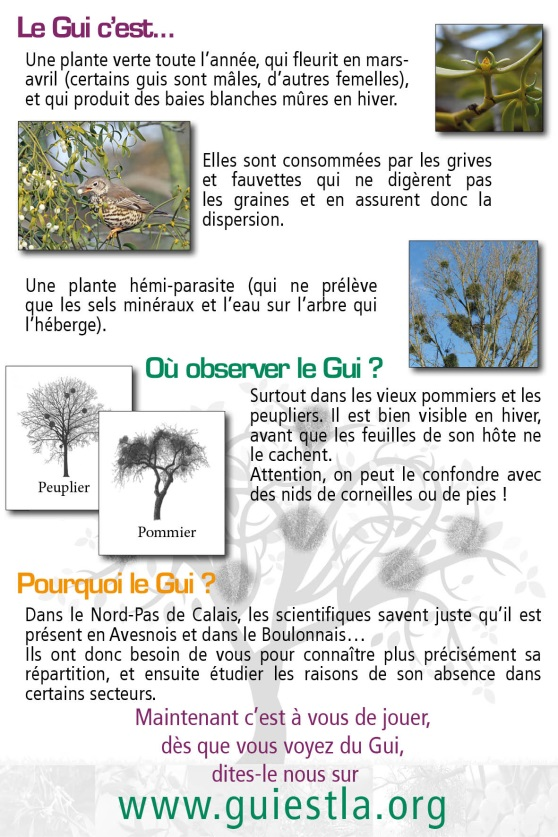 Le Gui c'est...
Une plante verte toute l'année, qui fleurit en mars-
avril (certains guis sont mâles, d'autres femelles),
et qui produit des baies blanches mûres en hiver.
Elles sont consommées par les grives
et fauvettes qui ne digèrent pas
les graines et en assurent donc la
dispersion.
Une plante hémi-parasite (qui ne prélève
que les sels minéraux et l'eau sur l'arbre qui
l'héberge).
Où observer le Gui ?
Surtout dans les vieux pommiers et les
peupliers. Il est bien visible en hiver,
avant que les feuilles de son hôte ne
le cachent.
Attention, on peut le confondre avec
des nids de corneilles ou de pies !
Peuplier
Pommier
Pourquoi le Gui ?
Dans le Nord-Pas de Calais, les scientifiques savent juste qu'il est
présent en Avesnois et dans le Boulonnais...
Ils ont donc besoin de vous pour connaître plus précisément sa
répartition, et ensuite étudier les raisons de son absence dans
certains secteurs.
Maintenant c'est à vous de jouer,
dès que vous voyez du Gui,
dites-le nous sur
www.guiestla.org